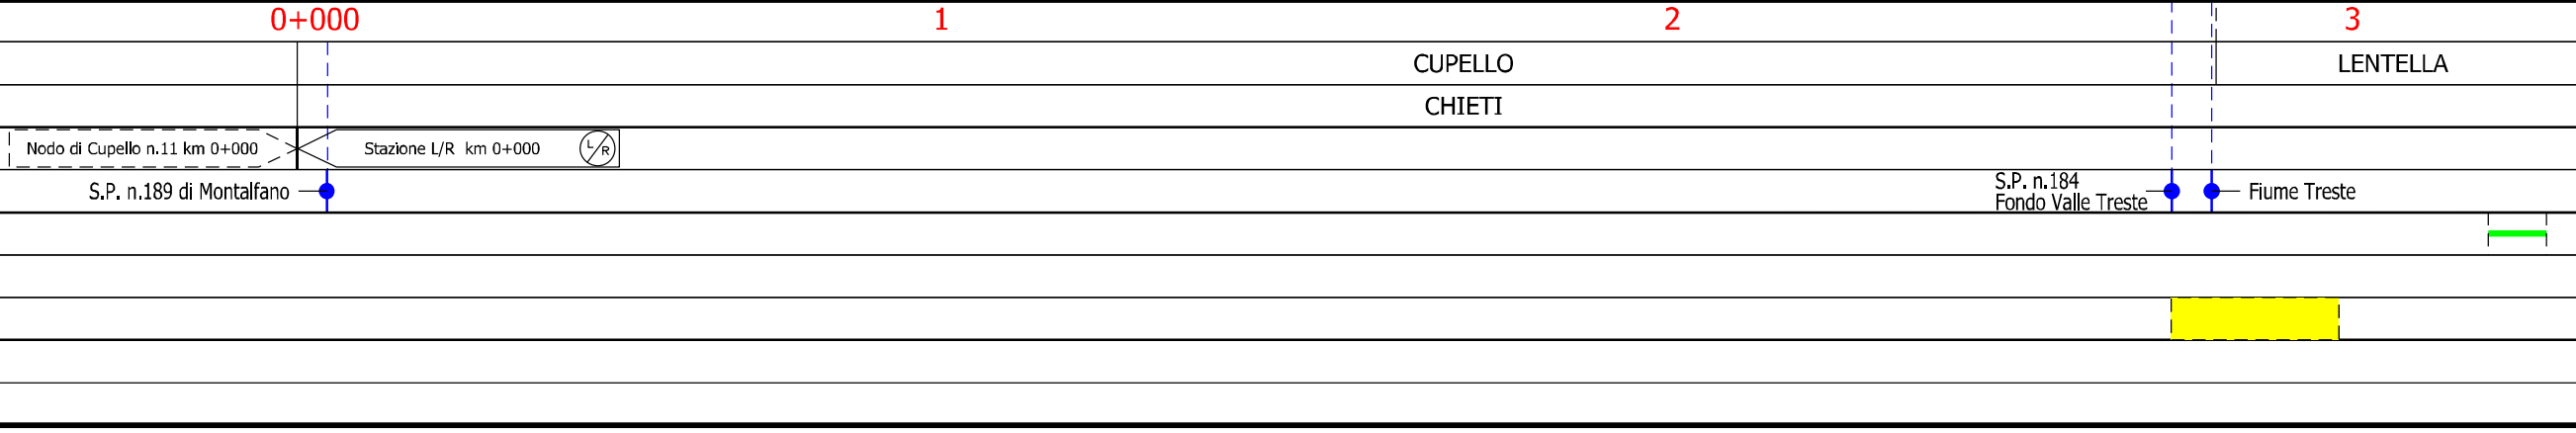 0+000 1 2 3
CUPELLO LENTELLA
CHIETI
Nodo di Cupello n.11 km 0+000 Stazione L/R km 0+000 L/R
S.P. n.189 di Montalfano
S.P. n.184
Fondo Valle Treste
Fiume Treste